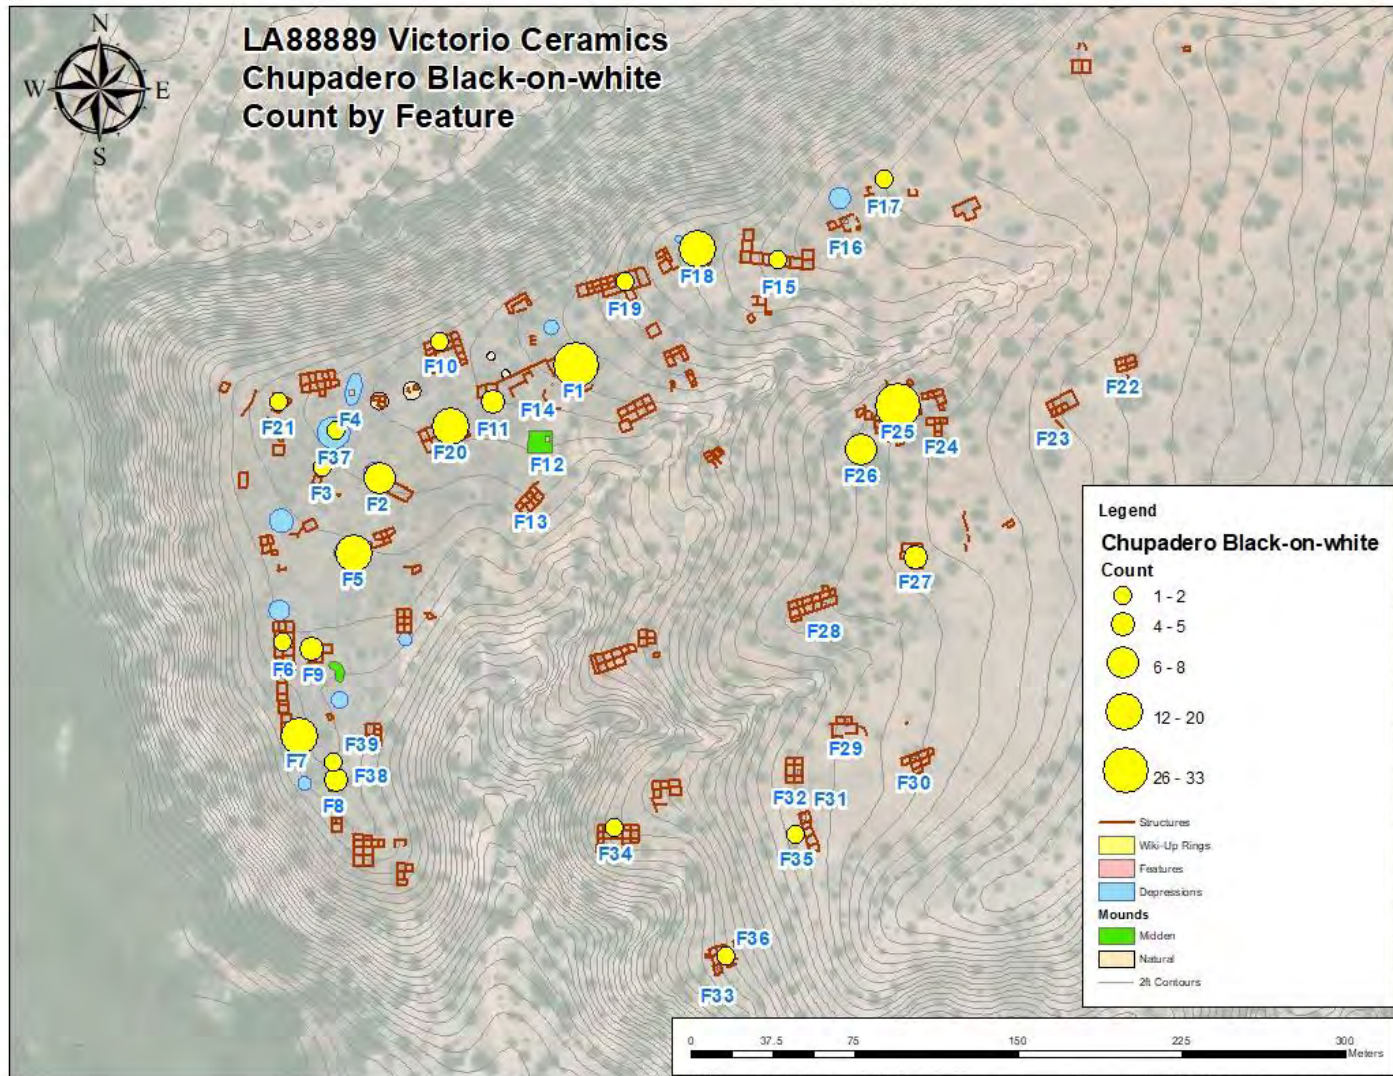 LA88889 Victorio Ceramics
Chupadero Black-on-white
Count by Feature
N
W
E
S
F17
F16
F18
F15
F19
F10
F1
F22
F21
F4
F11
F14
F25
F24
F23
F37
F20
F12
F26
F3
F2
F13
F5
F27
F28
F6
F9
F7
F39
F38
F29
F8
F30
F32
F31
F34
F35
F36
F33
Legend
Chupadero Black-on-white
Count
1 - 2
4 - 5
6 - 8
12 - 20
26 - 33
Structures
Wiki-Up Rings
Features
Depressions
Mounds
Midden
Natural
2ft Contours
0 37.5 75 150 225 300
Meters